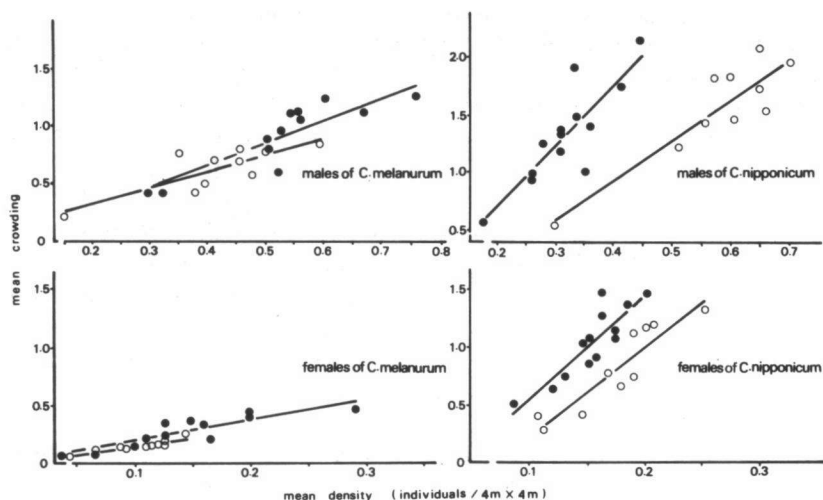 1.5
1.0
0.5
0
0.2 0.3 0.4 0.5 0.6 0.7 0.8
males of C. melanurum
2.0
1.5
1.0
0.5
0.2 0.3 0.4 0.5 0.6 0.7
males of C. nipponicum
mean crowding
1.5
1.0
0.5
0
0.1 0.2 0.3
females of C. melanurum
1.5
1.0
0.5
0
0.1 0.2 0.3
females of C. nipponicum
mean density (individuals / 4m × 4m)